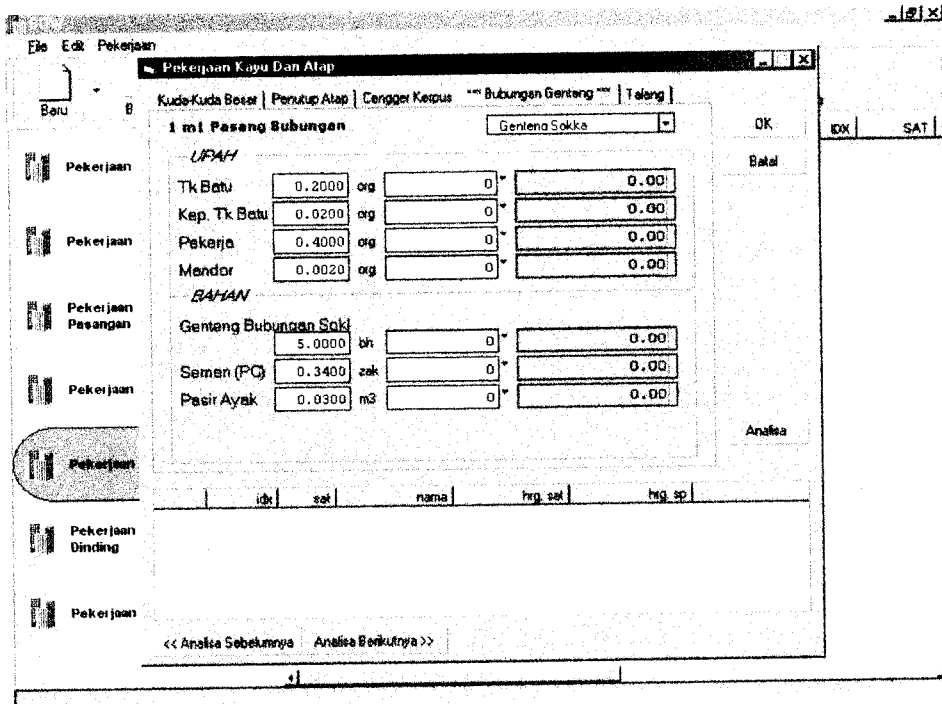 File Edit Pekerjaan
Pekerjaan Kayu Dan Atap
Baru B
Kuda-Kuda Besar Penutup Atap Cengger Kerpus *** Bubungan Genteng *** Talang
1 m1 Pasang Bubungan Genteng Sokka OK
IDX SAT
Batal
UPAH
Tk Batu 0.2000 org 0 0.00
Kep. Tk Batu 0.0200 org 0 0.00
Pekerja 0.4000 org 0 0.00
Mandor 0.0020 org 0 0.00
BAHAN
Genteng Bubungan Sokl
5.0000 bh 0 0.00
Semen (PC) 0.3400 zak 0 0.00
Pasir Ayak 0.0300 m3 0 0.00
Analisa
idx sat nama hrg. sat hrg. sp
<< Analisa Sebelumnya Analisa Berikutnya >>
Pekerjaan
Pekerjaan
Pekerjaan
Pasangan
Pekerjaan
Pekerjaan
Pekerjaan
Dinding
Pekerjaan